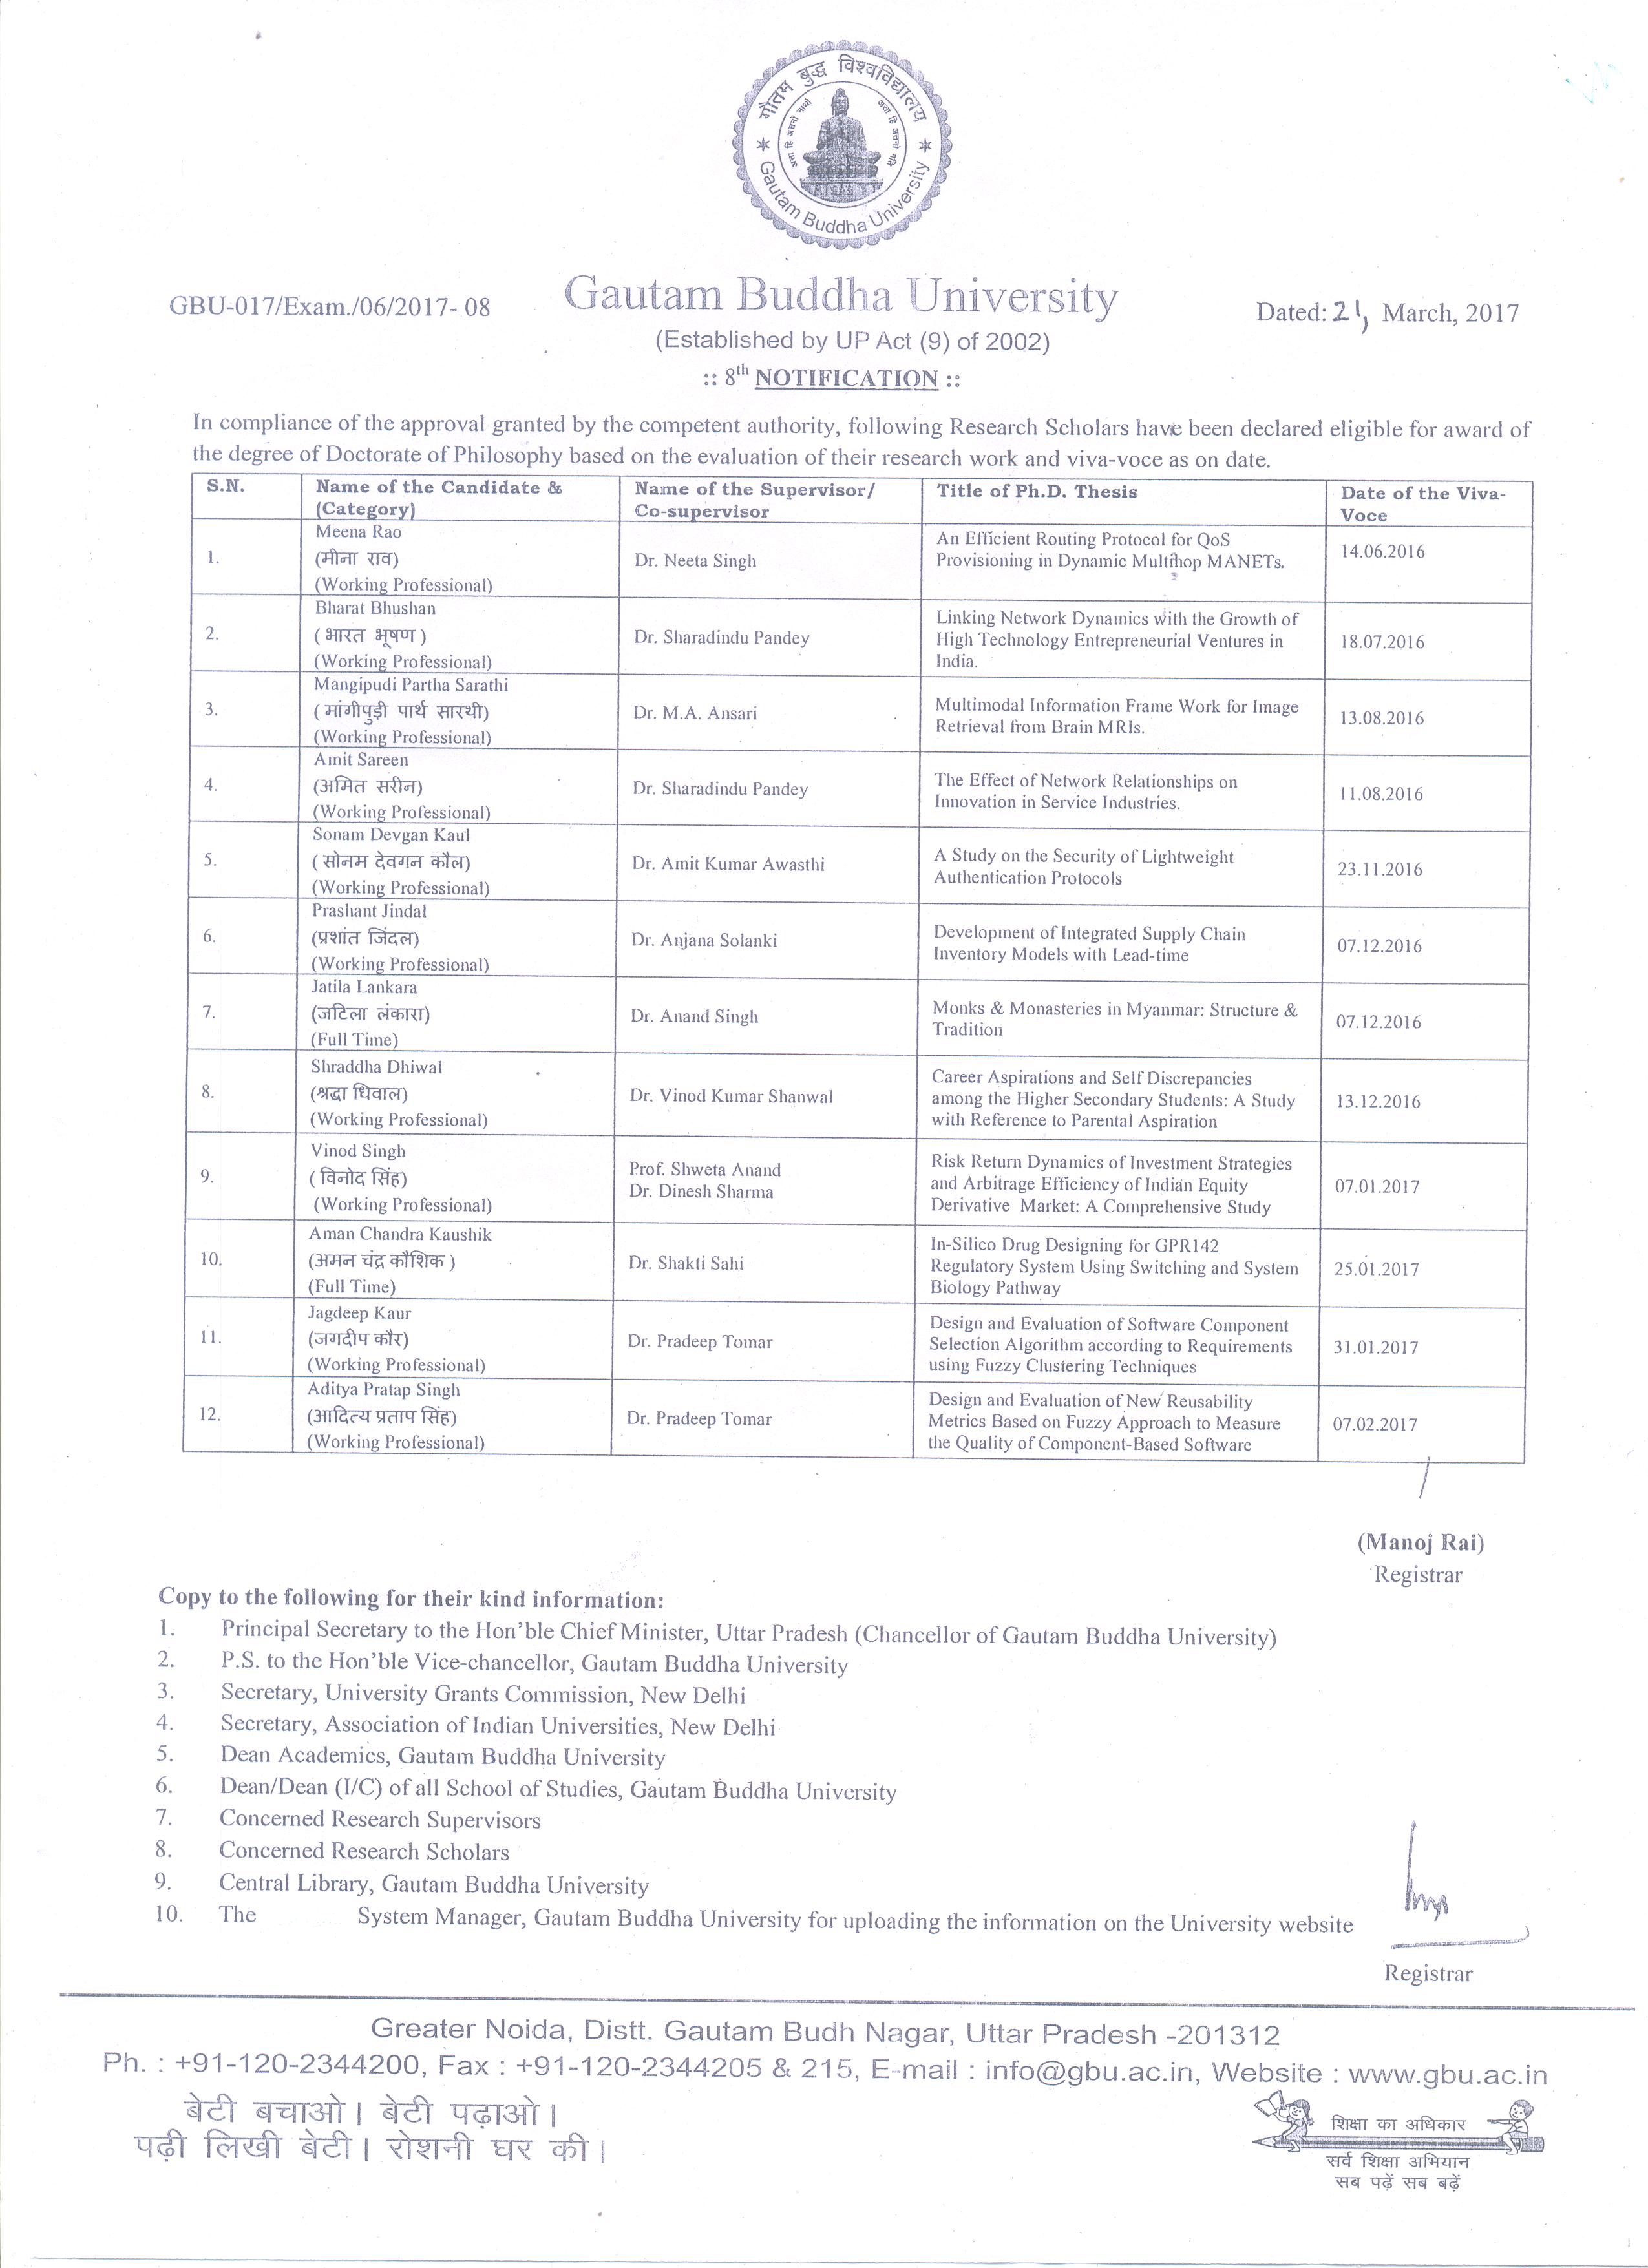 गौतम बुद्ध विश्वविद्यालय
Gautam Buddha University
GBU-017/Exam./06/2017- 08
Gautam Buddha University
Dated: 21, March, 2017
(Established by UP Act (9) of 2002)
:: 8th NOTIFICATION ::
In compliance of the approval granted by the competent authority, following Research Scholars have been declared eligible for award of
the degree of Doctorate of Philosophy based on the evaluation of their research work and viva-voce as on date.
S.N. Name of the Candidate & Name of the Supervisor/ Title of Ph.D. Thesis Date of the Viva-
(Category) Co-supervisor Voce
Meena Rao
1. (मीना राव) Dr. Neeta Singh An Efficient Routing Protocol for QoS 14.06.2016
(Working Professional) Provisioning in Dynamic Multihop MANETs.
Bharat Bhushan Linking Network Dynamics with the Growth of
2. ( भारत भूषण ) Dr. Sharadindu Pandey High Technology Entrepreneurial Ventures in 18.07.2016
(Working Professional) India.
Mangipudi Partha Sarathi
3. ( मांगीपुड़ी पार्थ सारथी) Dr. M.A. Ansari Multimodal Information Frame Work for Image 13.08.2016
(Working Professional) Retrieval from Brain MRIs.
Amit Sareen
4. (अमित सरीन) Dr. Sharadindu Pandey The Effect of Network Relationships on 11.08.2016
(Working Professional) Innovation in Service Industries.
Sonam Devgan Kaul
5. ( सोनम देवगन कौल) Dr. Amit Kumar Awasthi A Study on the Security of Lightweight 23.11.2016
(Working Professional) Authentication Protocols
Prashant Jindal
6. (प्रशांत जिंदल) Dr. Anjana Solanki Development of Integrated Supply Chain 07.12.2016
(Working Professional) Inventory Models with Lead-time
Jatila Lankara
7. (जटिला लंकारा) Dr. Anand Singh Monks & Monasteries in Myanmar: Structure & 07.12.2016
(Full Time) Tradition
Shraddha Dhiwal Career Aspirations and Self Discrepancies
8. (श्रद्धा धिवाल) Dr. Vinod Kumar Shanwal among the Higher Secondary Students: A Study 13.12.2016
(Working Professional) with Reference to Parental Aspiration
Vinod Singh Prof. Shweta Anand Risk Return Dynamics of Investment Strategies
9. ( विनोद सिंह) Dr. Dinesh Sharma and Arbitrage Efficiency of Indian Equity 07.01.2017
(Working Professional) Derivative Market: A Comprehensive Study
Aman Chandra Kaushik In-Silico Drug Designing for GPR142
10. (अमन चंद्र कौशिक ) Dr. Shakti Sahi Regulatory System Using Switching and System 25.01.2017
(Full Time) Biology Pathway
Jagdeep Kaur Design and Evaluation of Software Component
11. (जगदीप कौर) Dr. Pradeep Tomar Selection Algorithm according to Requirements 31.01.2017
(Working Professional) using Fuzzy Clustering Techniques
Aditya Pratap Singh Design and Evaluation of New Reusability
12. (आदित्य प्रताप सिंह) Dr. Pradeep Tomar Metrics Based on Fuzzy Approach to Measure 07.02.2017
(Working Professional) the Quality of Component-Based Software
(Manoj Rai)
Registrar
Copy to the following for their kind information:
1. Principal Secretary to the Hon'ble Chief Minister, Uttar Pradesh (Chancellor of Gautam Buddha University)
2. P.S. to the Hon'ble Vice-chancellor, Gautam Buddha University
3. Secretary, University Grants Commission, New Delhi
4. Secretary, Association of Indian Universities, New Delhi
5. Dean Academics, Gautam Buddha University
6. Dean/Dean (I/C) of all School of Studies, Gautam Buddha University
7. Concerned Research Supervisors
8. Concerned Research Scholars
9. Central Library, Gautam Buddha University
10. The System Manager, Gautam Buddha University for uploading the information on the University website
Registrar
Greater Noida, Distt. Gautam Budh Nagar, Uttar Pradesh -201312
Ph. : +91-120-2344200, Fax : +91-120-2344205 & 215, E-mail : info@gbu.ac.in, Website : www.gbu.ac.in
बेटी बचाओ। बेटी पढ़ाओ।
पढ़ी लिखी बेटी। रोशनी घर की।
शिक्षा का अधिकार
सर्व शिक्षा अभियान
सब पढ़ें सब बढ़ें